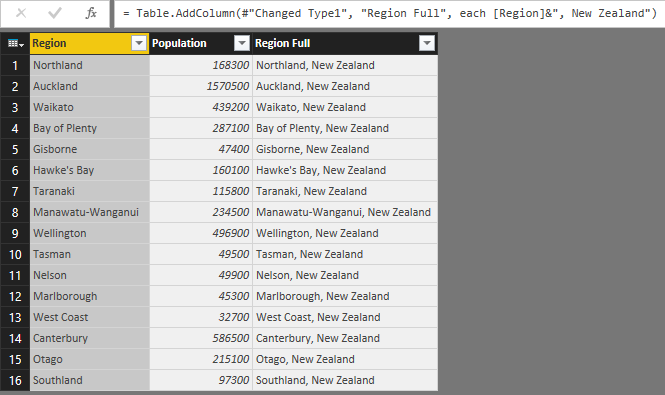 = Table.AddColumn(#"Changed Type1", "Region Full", each [Region]&", New Zealand")
Region Population Region Full
1 Northland 168300 Northland, New Zealand
2 Auckland 1570500 Auckland, New Zealand
3 Waikato 439200 Waikato, New Zealand
4 Bay of Plenty 287100 Bay of Plenty, New Zealand
5 Gisborne 47400 Gisborne, New Zealand
6 Hawke's Bay 160100 Hawke's Bay, New Zealand
7 Taranaki 115800 Taranaki, New Zealand
8 Manawatu-Wanganui 234500 Manawatu-Wanganui, New Zealand
9 Wellington 496900 Wellington, New Zealand
10 Tasman 49500 Tasman, New Zealand
11 Nelson 49900 Nelson, New Zealand
12 Marlborough 45300 Marlborough, New Zealand
13 West Coast 32700 West Coast, New Zealand
14 Canterbury 586500 Canterbury, New Zealand
15 Otago 215100 Otago, New Zealand
16 Southland 97300 Southland, New Zealand